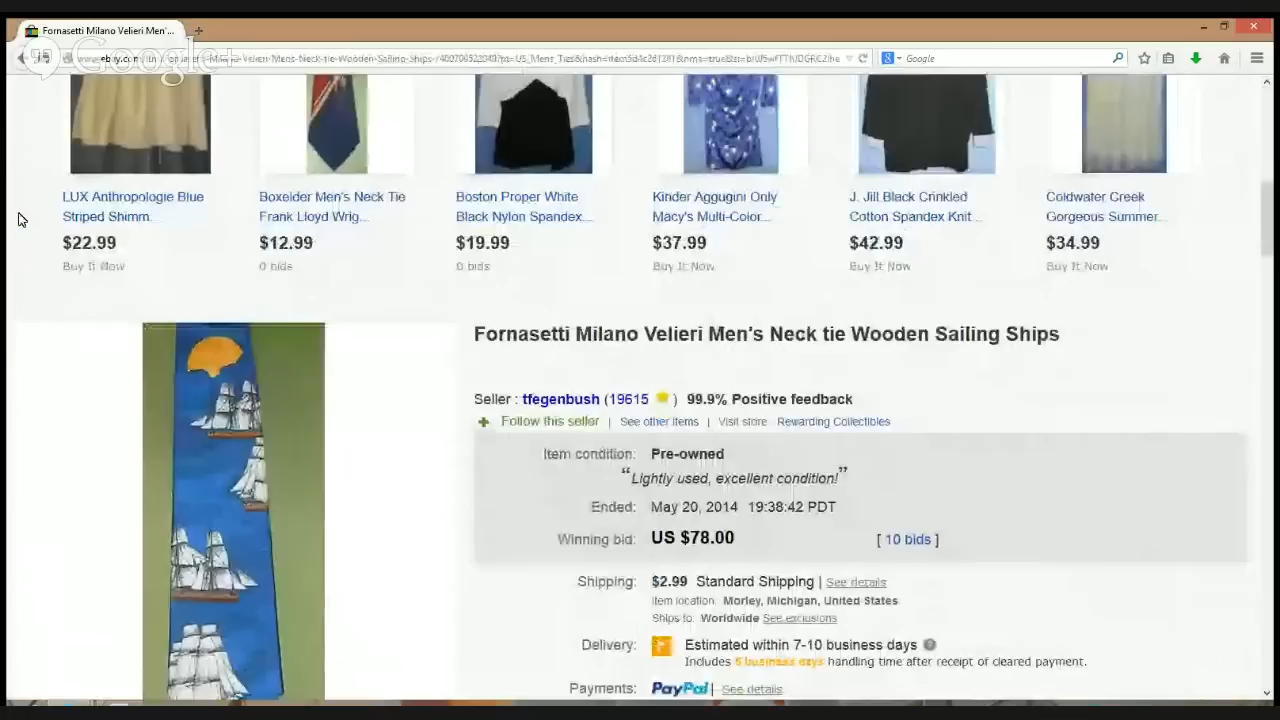 Fornasetti Milano Velieri Men'...
Google+
Google
LUX Anthropologie Blue Striped Shimm...
Boxelder Men's Neck Tie Frank Lloyd Wrig...
Boston Proper White Black Nylon Spandex...
Kinder Aggugini Only Macy's Multi-Color...
J. Jill Black Crinkled Cotton Spandex Knit ...
Coldwater Creek Gorgeous Summer...
$22.99 $12.99 $19.99 $37.99 $42.99 $34.99
Buy It Now 0 bids 0 bids Buy It Now Buy It Now Buy It Now
Fornasetti Milano Velieri Men's Neck tie Wooden Sailing Ships
Seller : tfegenbush (19615 ) 99.9% Positive feedback
Follow this seller | See other items | Visit store Rewarding Collectibles
Item condition: Pre-owned
“Lightly used, excellent condition!”
Ended: May 20, 2014 19:38:42 PDT
Winning bid: US $78.00 [ 10 bids ]
Shipping: $2.99 Standard Shipping | See details
Item location: Morley, Michigan, United States
Ships to: Worldwide See exclusions
Delivery: Estimated within 7-10 business days
Includes 5 business days handling time after receipt of cleared payment.
Payments: PayPal | See details